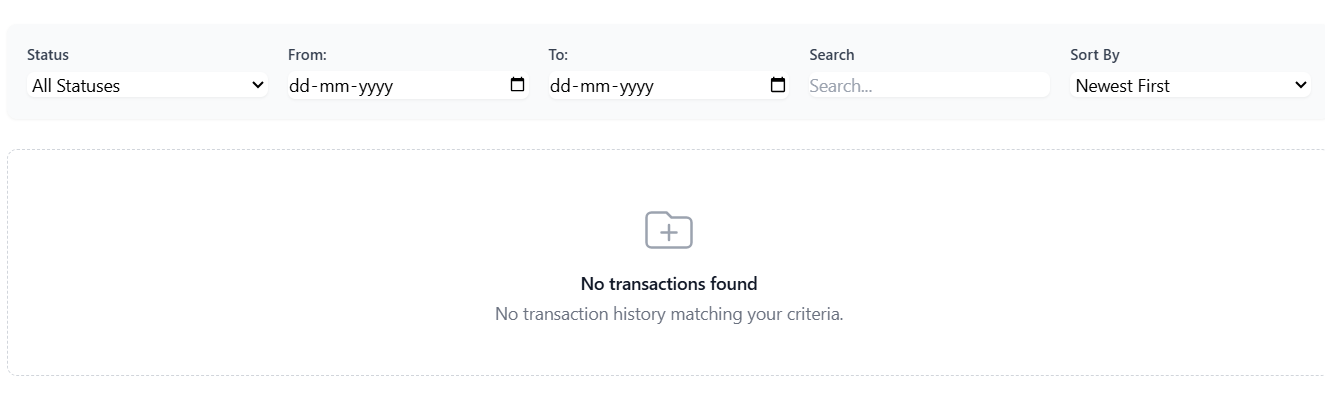 Status
From:
To:
Search
Sort By
All Statuses
dd-mm-yyyy
dd-mm-yyyy
Search...
Newest First
No transactions found
No transaction history matching your criteria.